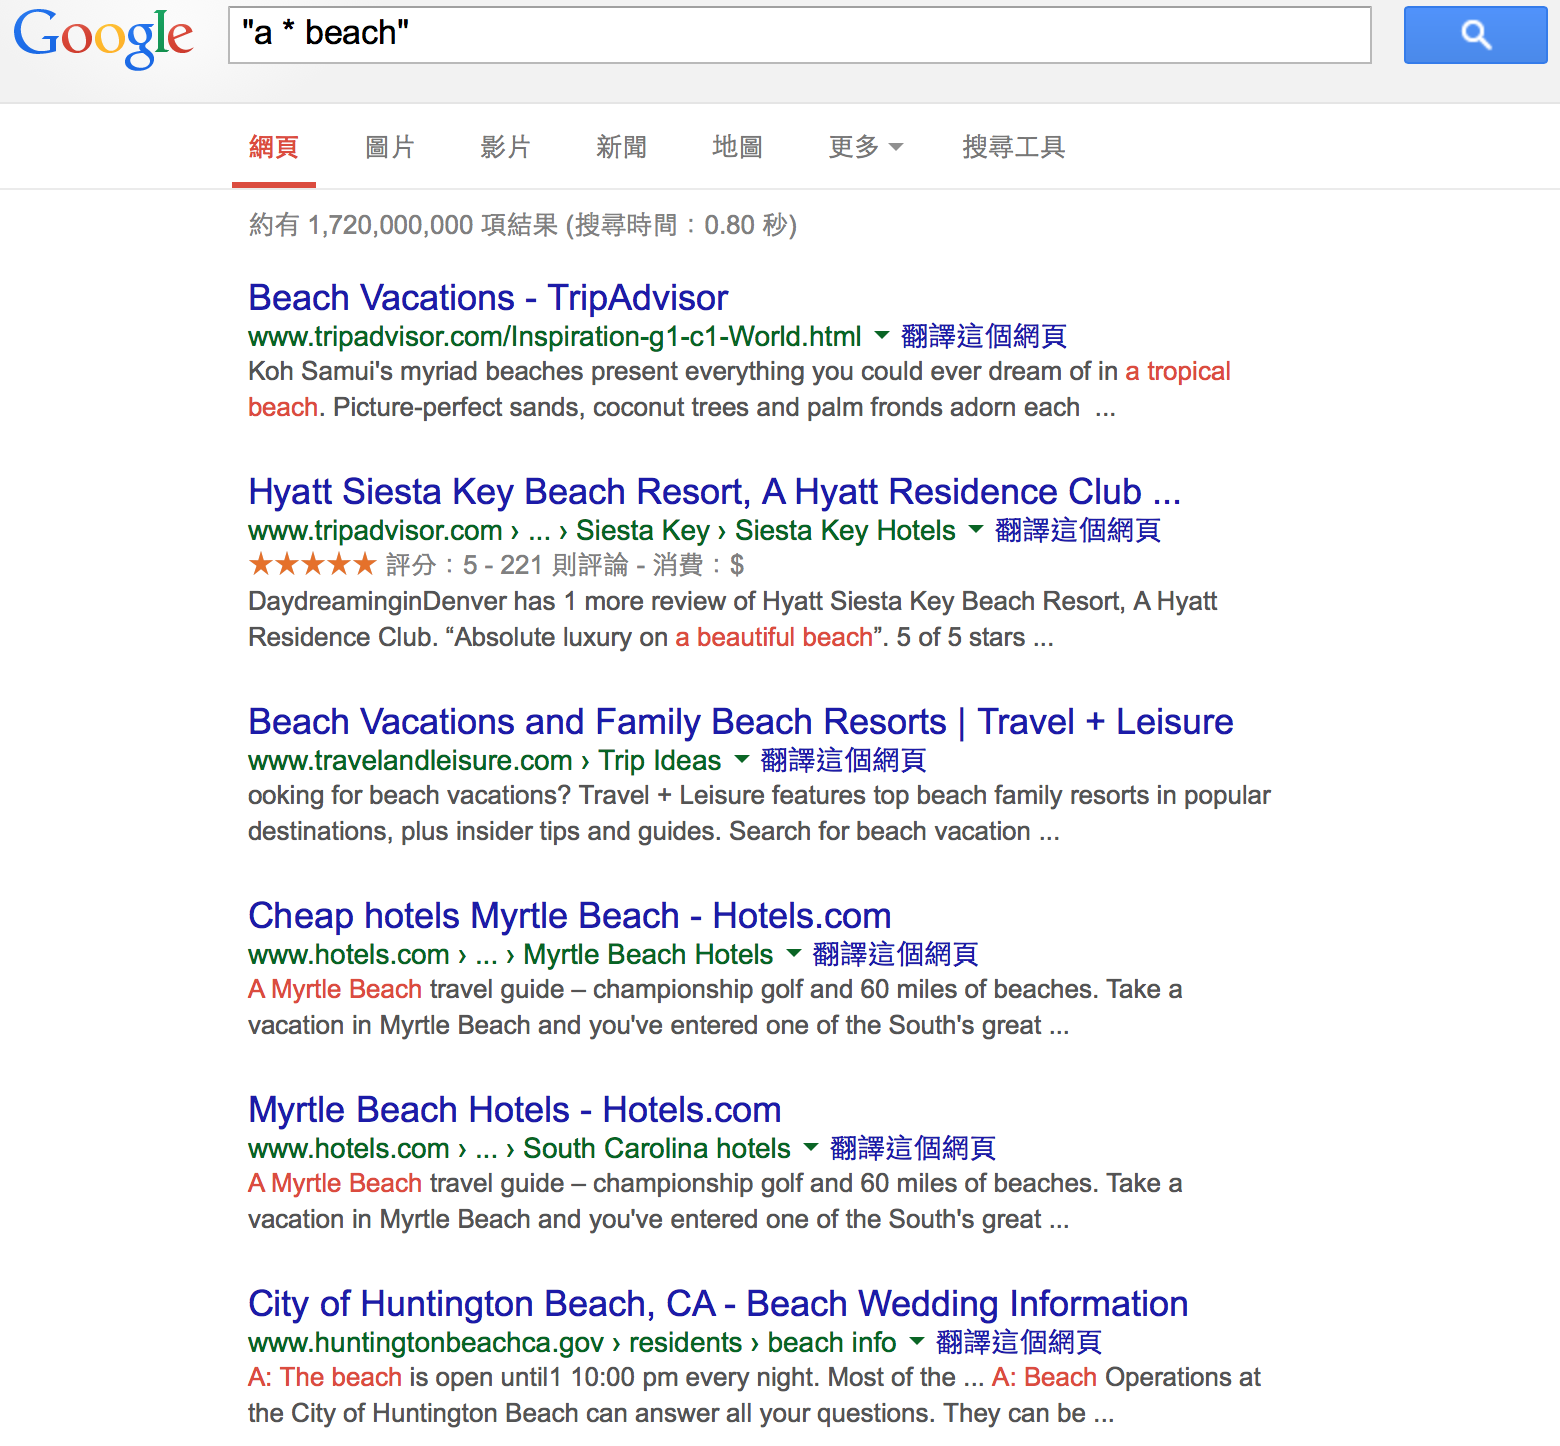 Google
"a * beach"
網頁 圖片 影片 新聞 地圖 更多 搜尋工具
約有 1,720,000,000 項結果 (搜尋時間：0.80 秒)
Beach Vacations - TripAdvisor
www.tripadvisor.com/Inspiration-g1-c1-World.html 翻譯這個網頁
Koh Samui's myriad beaches present everything you could ever dream of in a tropical
beach. Picture-perfect sands, coconut trees and palm fronds adorn each ...
Hyatt Siesta Key Beach Resort, A Hyatt Residence Club ...
www.tripadvisor.com › ... › Siesta Key › Siesta Key Hotels 翻譯這個網頁
★★★★★ 評分：5 - 221 則評論 - 消費：$
DaydreaminginDenver has 1 more review of Hyatt Siesta Key Beach Resort, A Hyatt
Residence Club. “Absolute luxury on a beautiful beach”. 5 of 5 stars ...
Beach Vacations and Family Beach Resorts | Travel + Leisure
www.travelandleisure.com › Trip Ideas 翻譯這個網頁
ooking for beach vacations? Travel + Leisure features top beach family resorts in popular
destinations, plus insider tips and guides. Search for beach vacation ...
Cheap hotels Myrtle Beach - Hotels.com
www.hotels.com › ... › Myrtle Beach Hotels 翻譯這個網頁
A Myrtle Beach travel guide – championship golf and 60 miles of beaches. Take a
vacation in Myrtle Beach and you've entered one of the South's great ...
Myrtle Beach Hotels - Hotels.com
www.hotels.com › ... › South Carolina hotels 翻譯這個網頁
A Myrtle Beach travel guide – championship golf and 60 miles of beaches. Take a
vacation in Myrtle Beach and you've entered one of the South's great ...
City of Huntington Beach, CA - Beach Wedding Information
www.huntingtonbeachca.gov › residents › beach info 翻譯這個網頁
A: The beach is open until1 10:00 pm every night. Most of the ... A: Beach Operations at
the City of Huntington Beach can answer all your questions. They can be ...